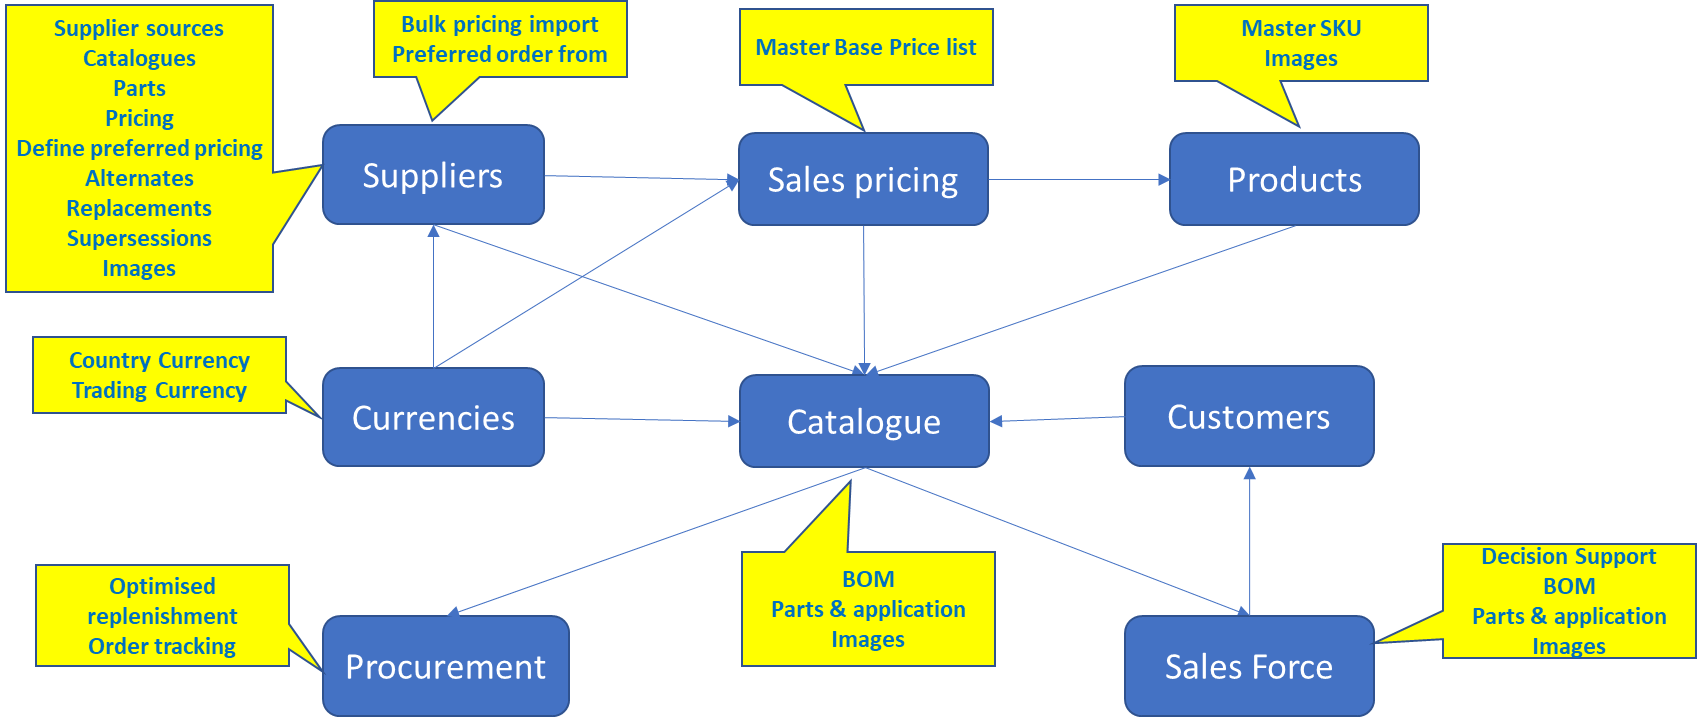 Supplier sources
Catalogues
Parts
Pricing
Define preferred pricing
Alternates
Replacements
Supersessions
Images
Bulk pricing import
Preferred order from
Master Base Price list
Master SKU
Images
Suppliers
Sales pricing
Products
Country Currency
Trading Currency
Currencies
Catalogue
Customers
Optimised
replenishment
Order tracking
Procurement
BOM
Parts & application
Images
Sales Force
Decision Support
BOM
Parts & application
Images